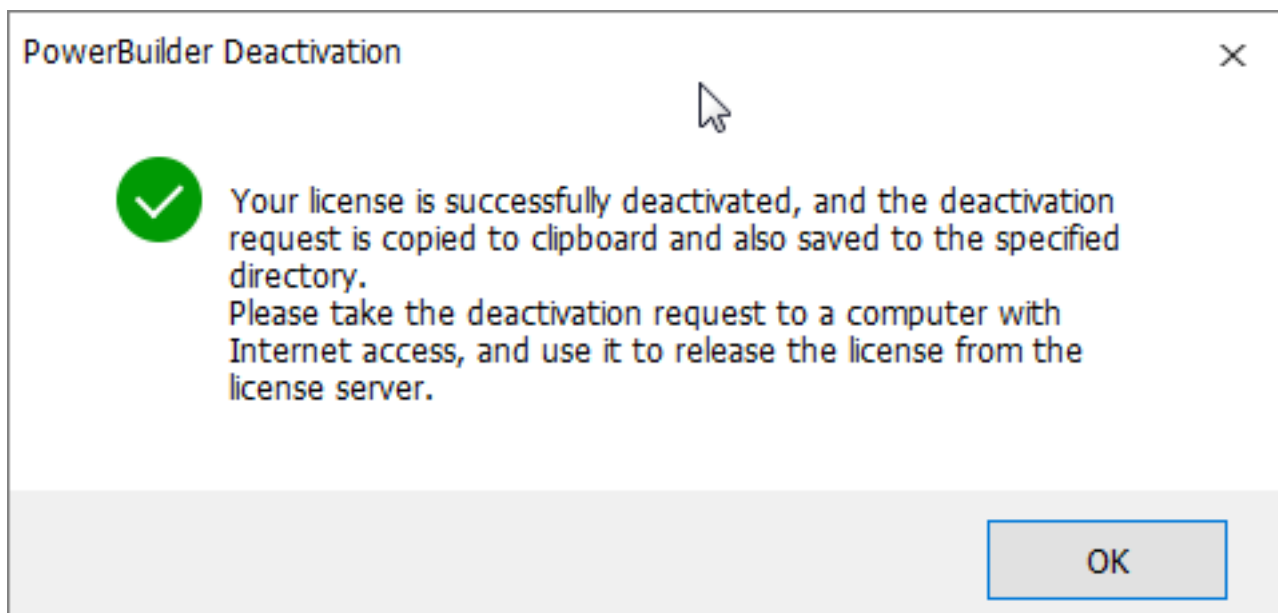 PowerBuilder Deactivation
Your license is successfully deactivated, and the deactivation
request is copied to clipboard and also saved to the specified
directory.
Please take the deactivation request to a computer with
Internet access, and use it to release the license from the
license server.
OK